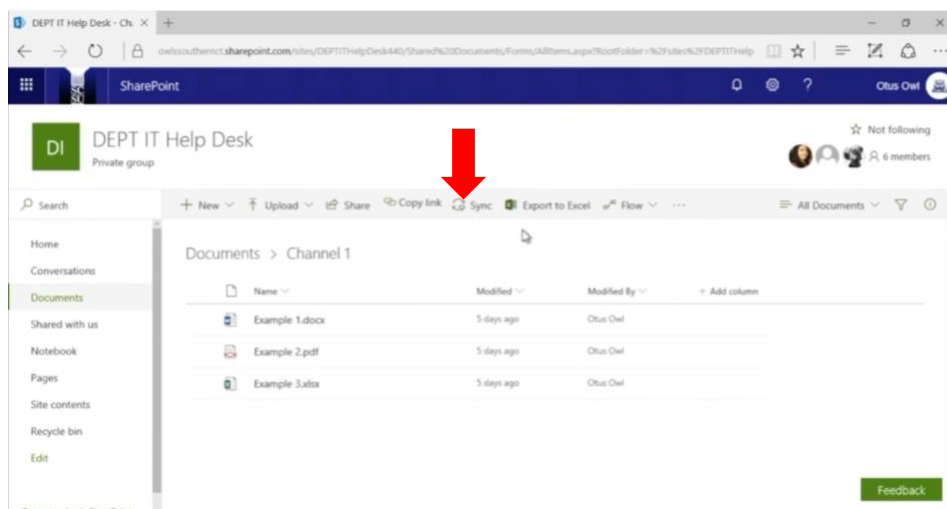 DEPT IT Help Desk - Ch
owlssouthernct.sharepoint.com/sites/DEPTITHelpDesk440/Shared%20Documents/Forms/AllItems.aspx?RootFolder=%2Fsites%2FDEPTITHelp
SharePoint
?
Otus Owl
DI
DEPT IT Help Desk
Private group
Not following
6 members
Search
+ New Upload Share Copy link Sync Export to Excel Flow ... All Documents
Home
Conversations
Documents
Shared with us
Notebook
Pages
Site contents
Recycle bin
Edit
Documents > Channel 1
Name Modified Modified By + Add column
Example 1.docx 5 days ago Otus Owl
Example 2.pdf 5 days ago Otus Owl
Example 3.xlsx 5 days ago Otus Owl
Feedback